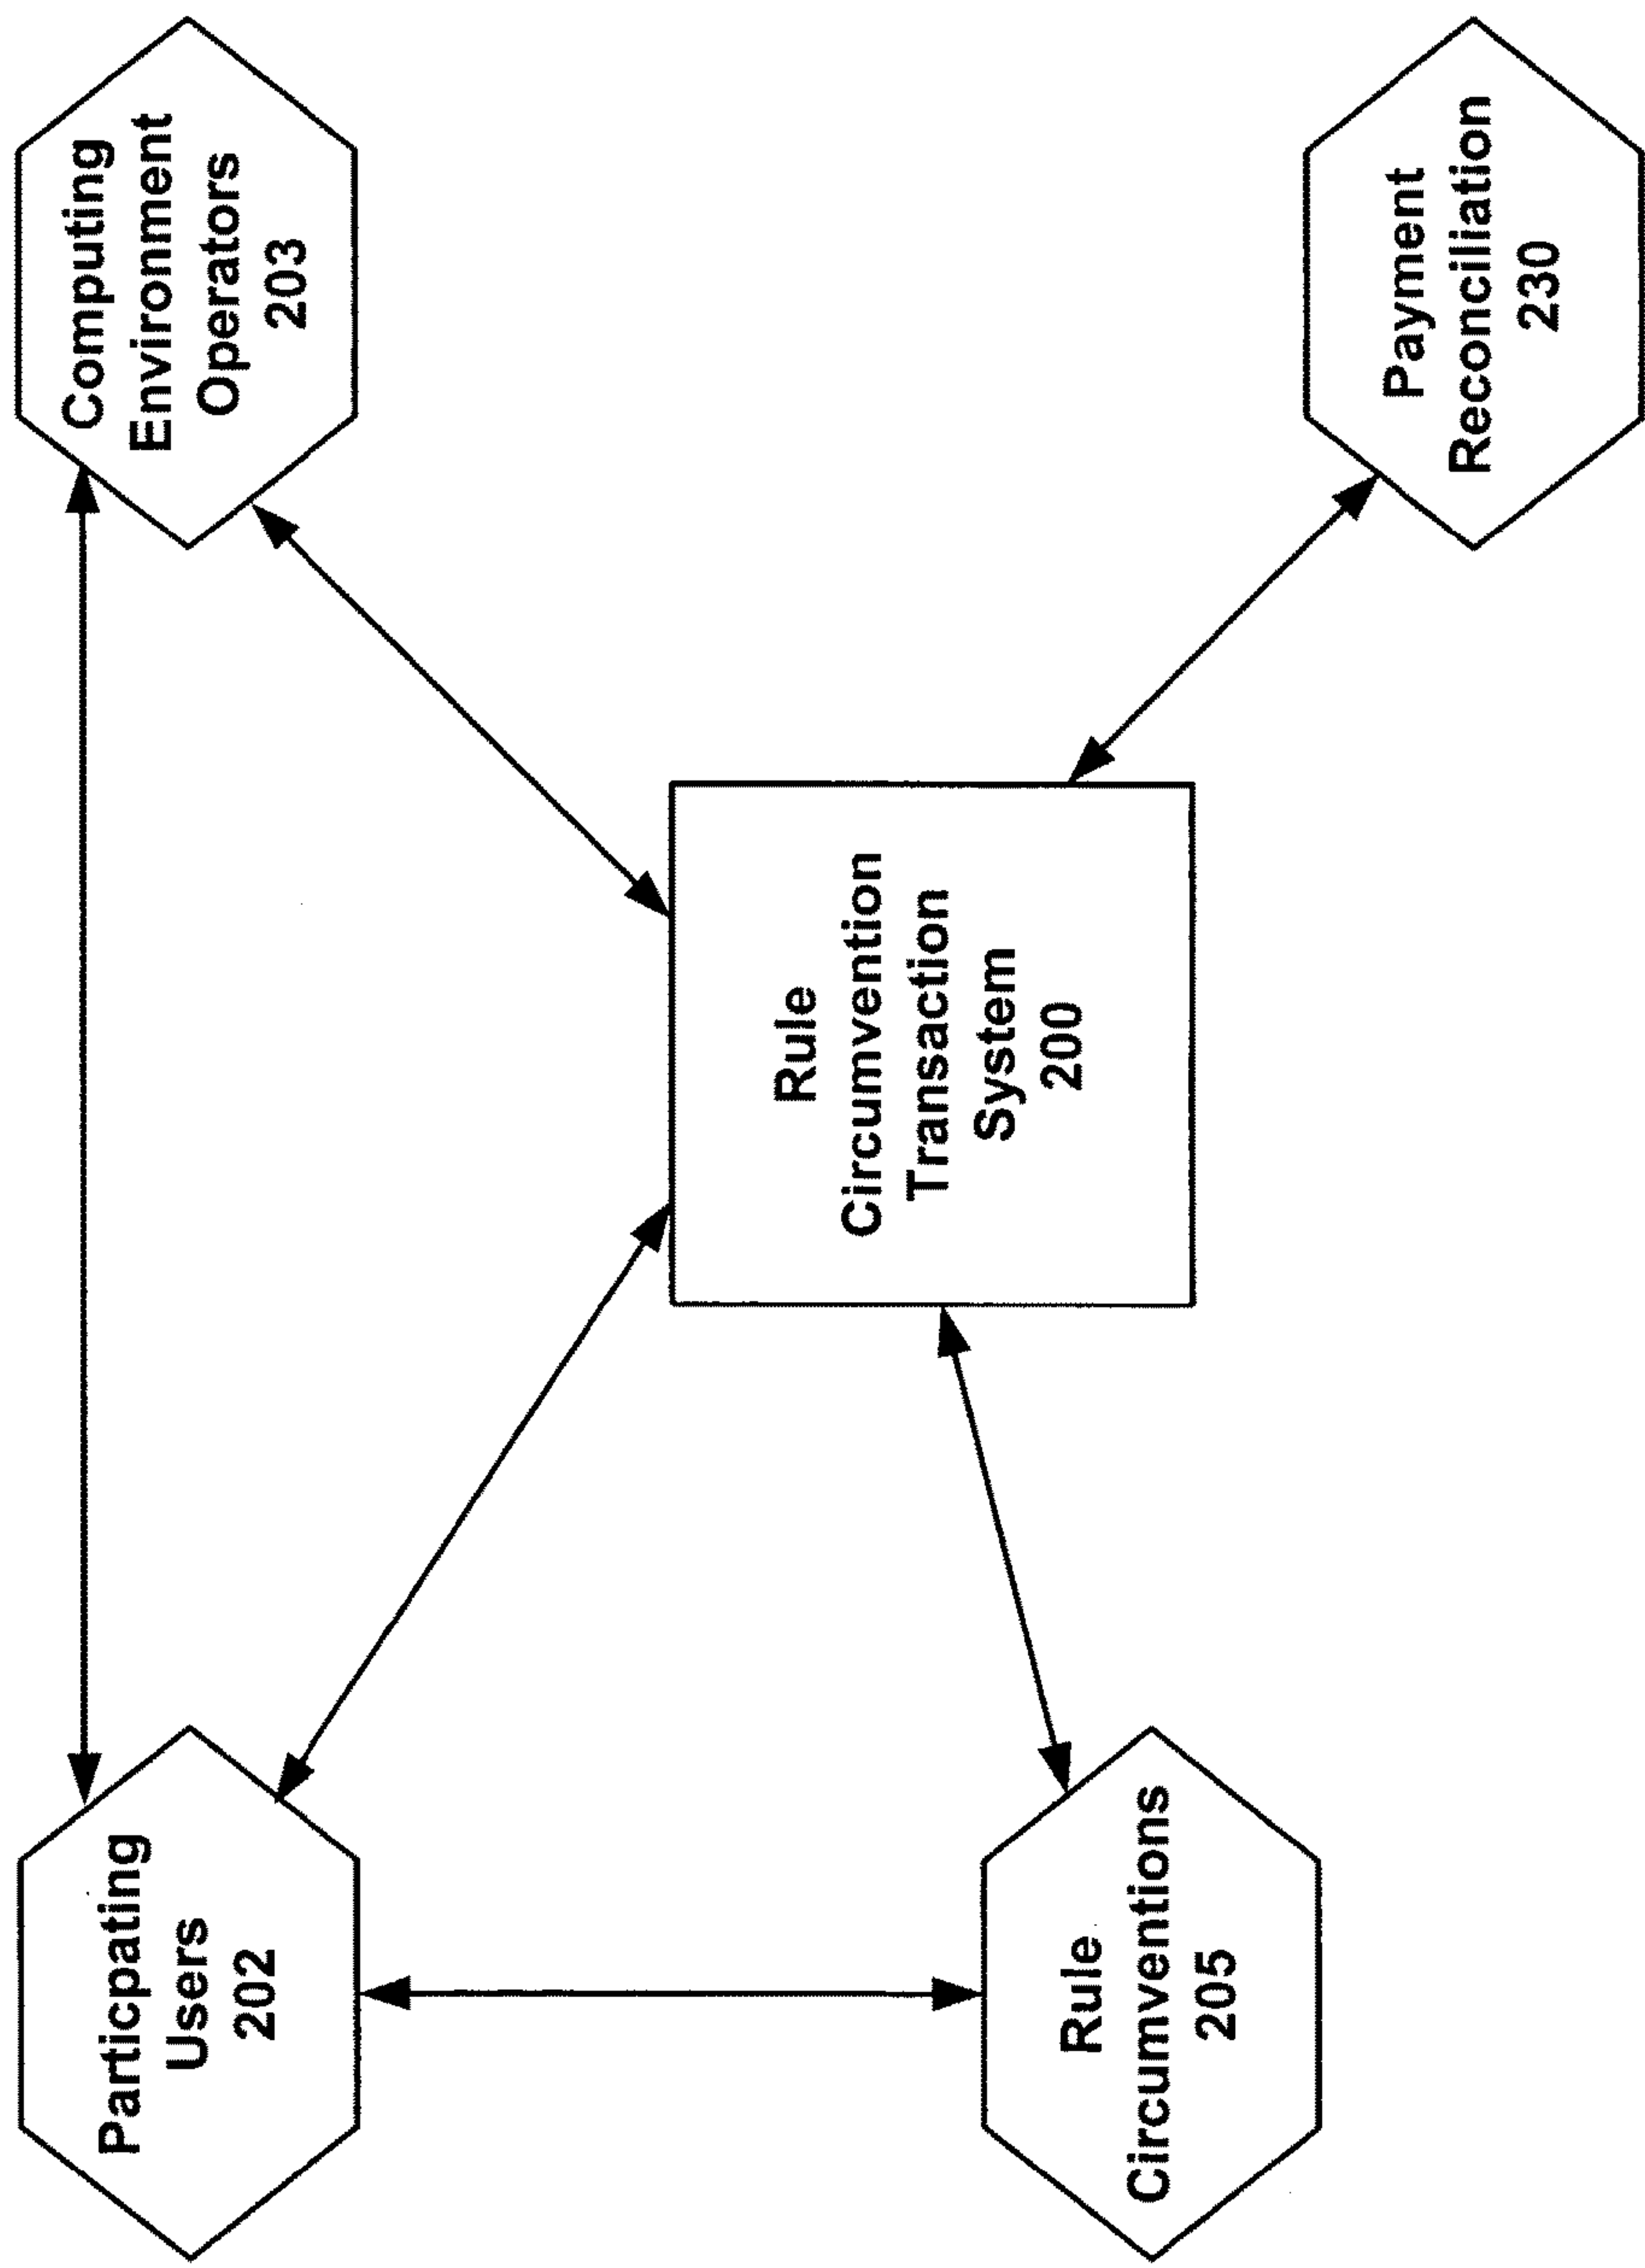 Particpating
Users
202
Computing
Environment
Operators
203
Rule
Circumvention
Transaction
System
200
Rule
Circumventions
205
Payment
Reconciliation
230